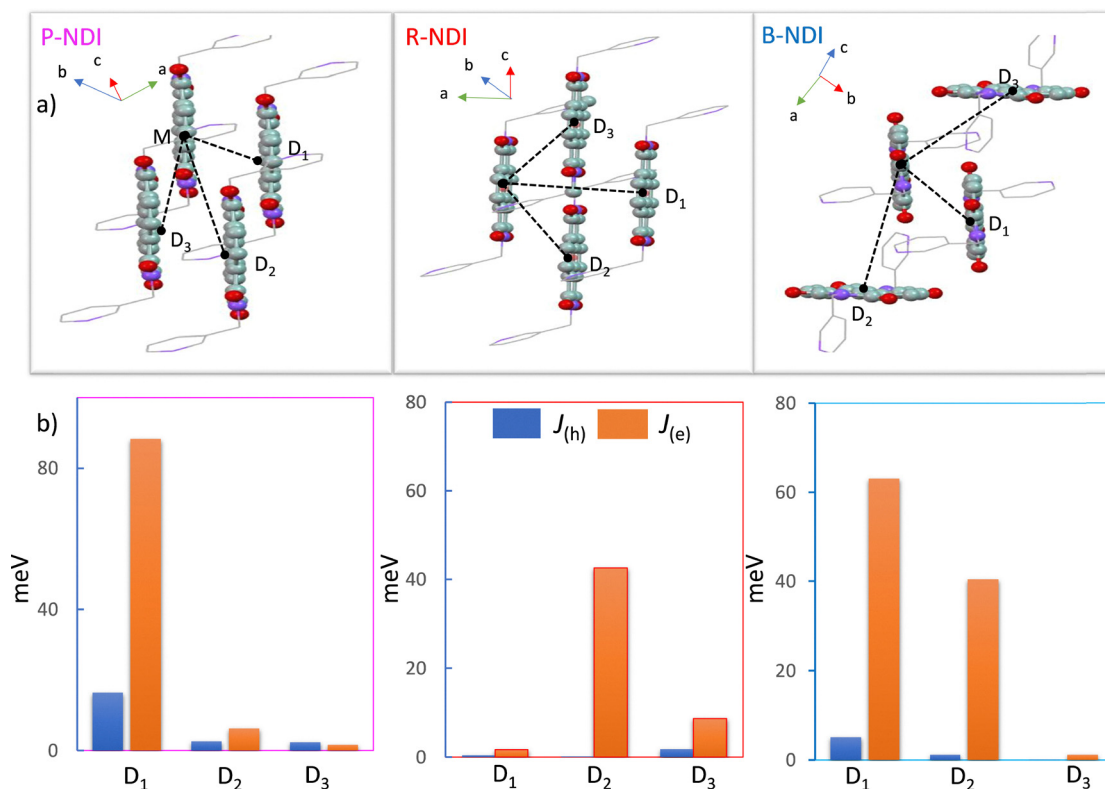 P-NDI
R-NDI
B-NDI
a)
b
c
a
M
D1
D2
D3
a
b
c
D3
D1
D2
c
b
a
D3
D1
D2
b)
J(h)
J(e)
meV
80
40
0
D1
D2
D3
meV
80
60
40
20
0
D1
D2
D3
meV
80
60
40
20
0
D1
D2
D3